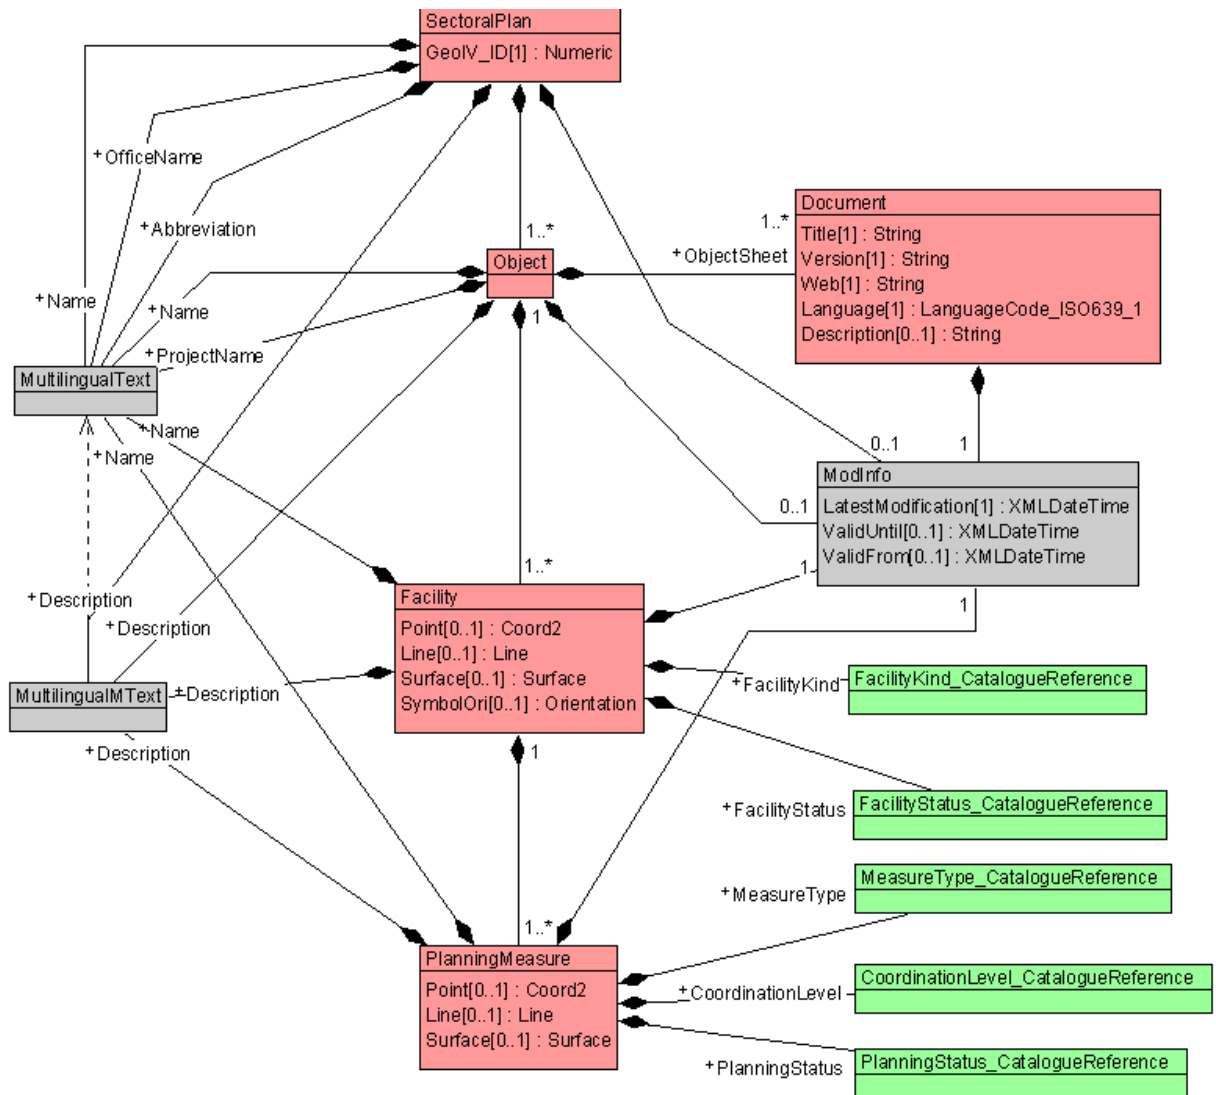 SectoralPlan
GeoIV_ID[1] : Numeric
+OfficeName
Document
1..*
Title[1] : String
+Abbreviation
1..*
+ObjectSheet
Version[1] : String
Object
Web[1] : String
+Name
+Name
Language[1] : LanguageCode_ISO639_1
1
Description[0..1] : String
+ProjectName
MutilingualText
+Name
+Name
0..1
1
ModInfo
0..1
LatestModification[1] : XMLDateTime
ValidUntil[0..1] : XMLDateTime
ValidFrom[0..1] : XMLDateTime
1..*
1
+Description
Facility
1
+Description
Point[0..1] : Coord2
Line[0..1] : Line
Surface[0..1] : Surface
SymbolOri[0..1] : Orientation
+FacilityKind
FacilityKind_CatalogueReference
MultilingualMText
+Description
+Description
1
+FacilityStatus
FacilityStatus_CatalogueReference
+MeasureType
MeasureType_CatalogueReference
1..*
PlanningMeasure
Point[0..1] : Coord2
Line[0..1] : Line
Surface[0..1] : Surface
+CoordinationLevel
CoordinationLevel_CatalogueReference
+PlanningStatus
PlanningStatus_CatalogueReference